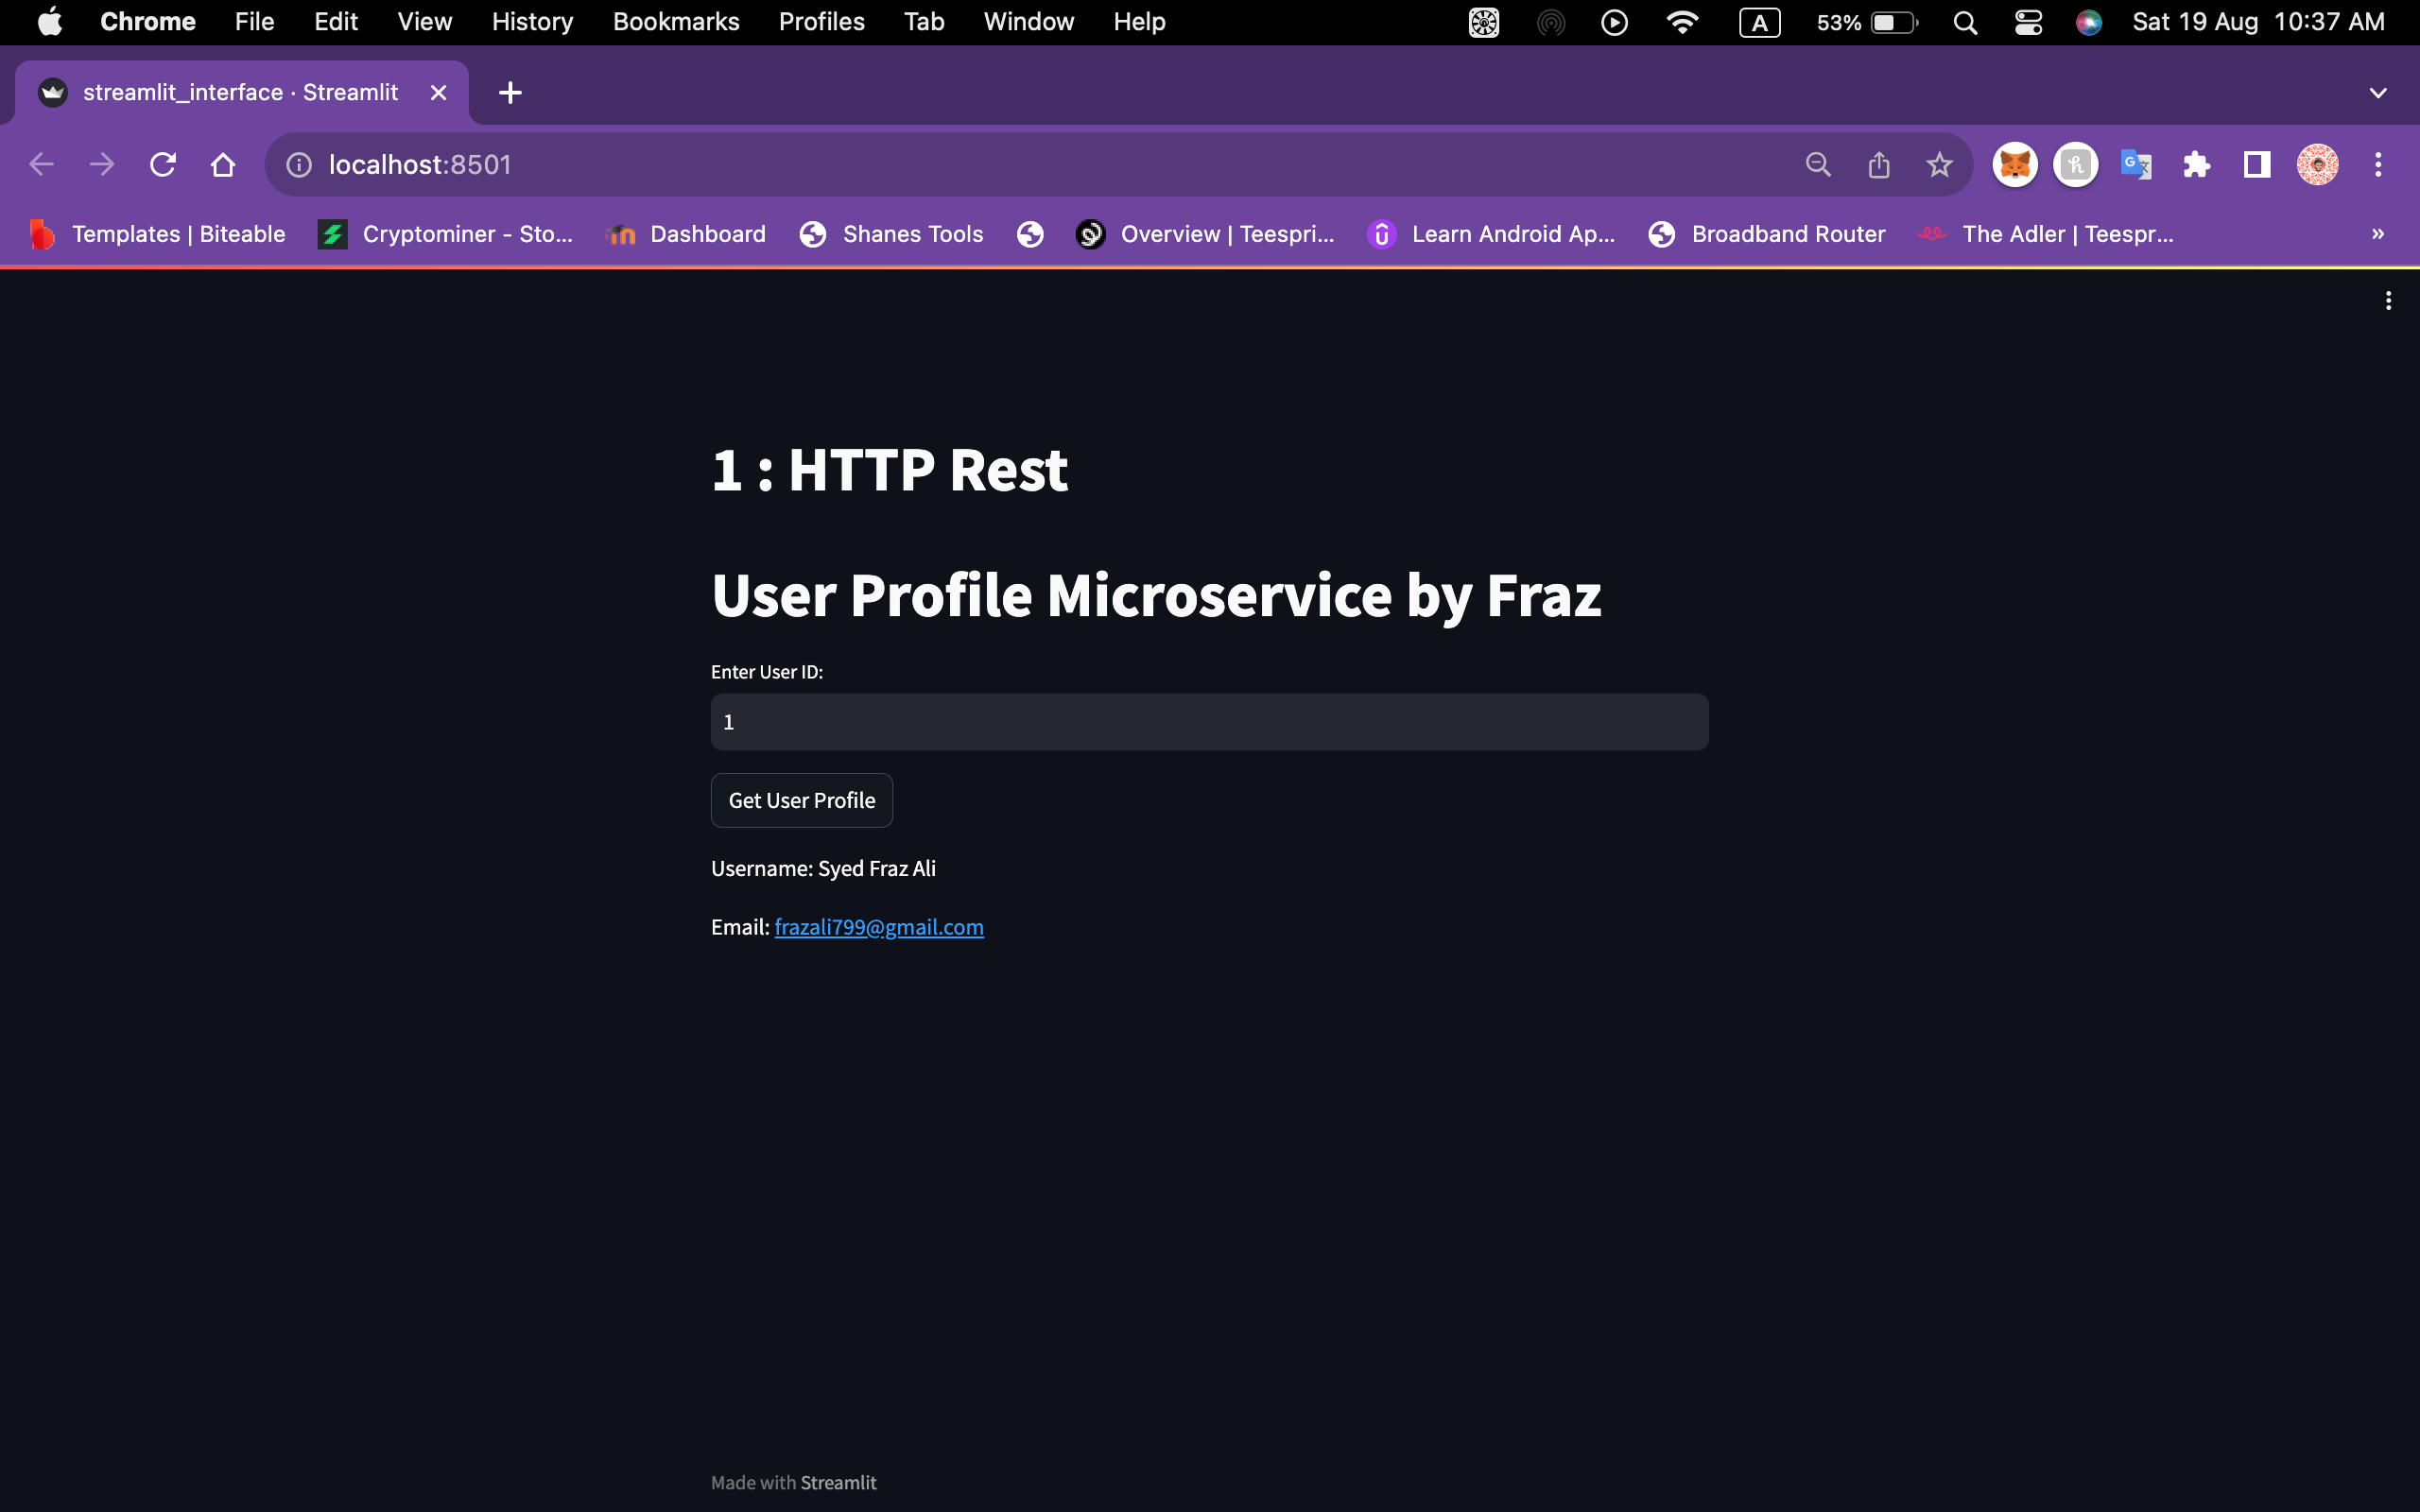 Chrome File Edit View History Bookmarks Profiles Tab Window Help A 53% Sat 19 Aug 10:37 AM
streamlit_interface · Streamlit
localhost:8501
Templates | Biteable Cryptominer - Sto... Dashboard Shanes Tools Overview | Teespri... Learn Android Ap... Broadband Router The Adler | Teespr... »
1 : HTTP Rest
User Profile Microservice by Fraz
Enter User ID:
1
Get User Profile
Username: Syed Fraz Ali
Email: frazali799@gmail.com
Made with Streamlit